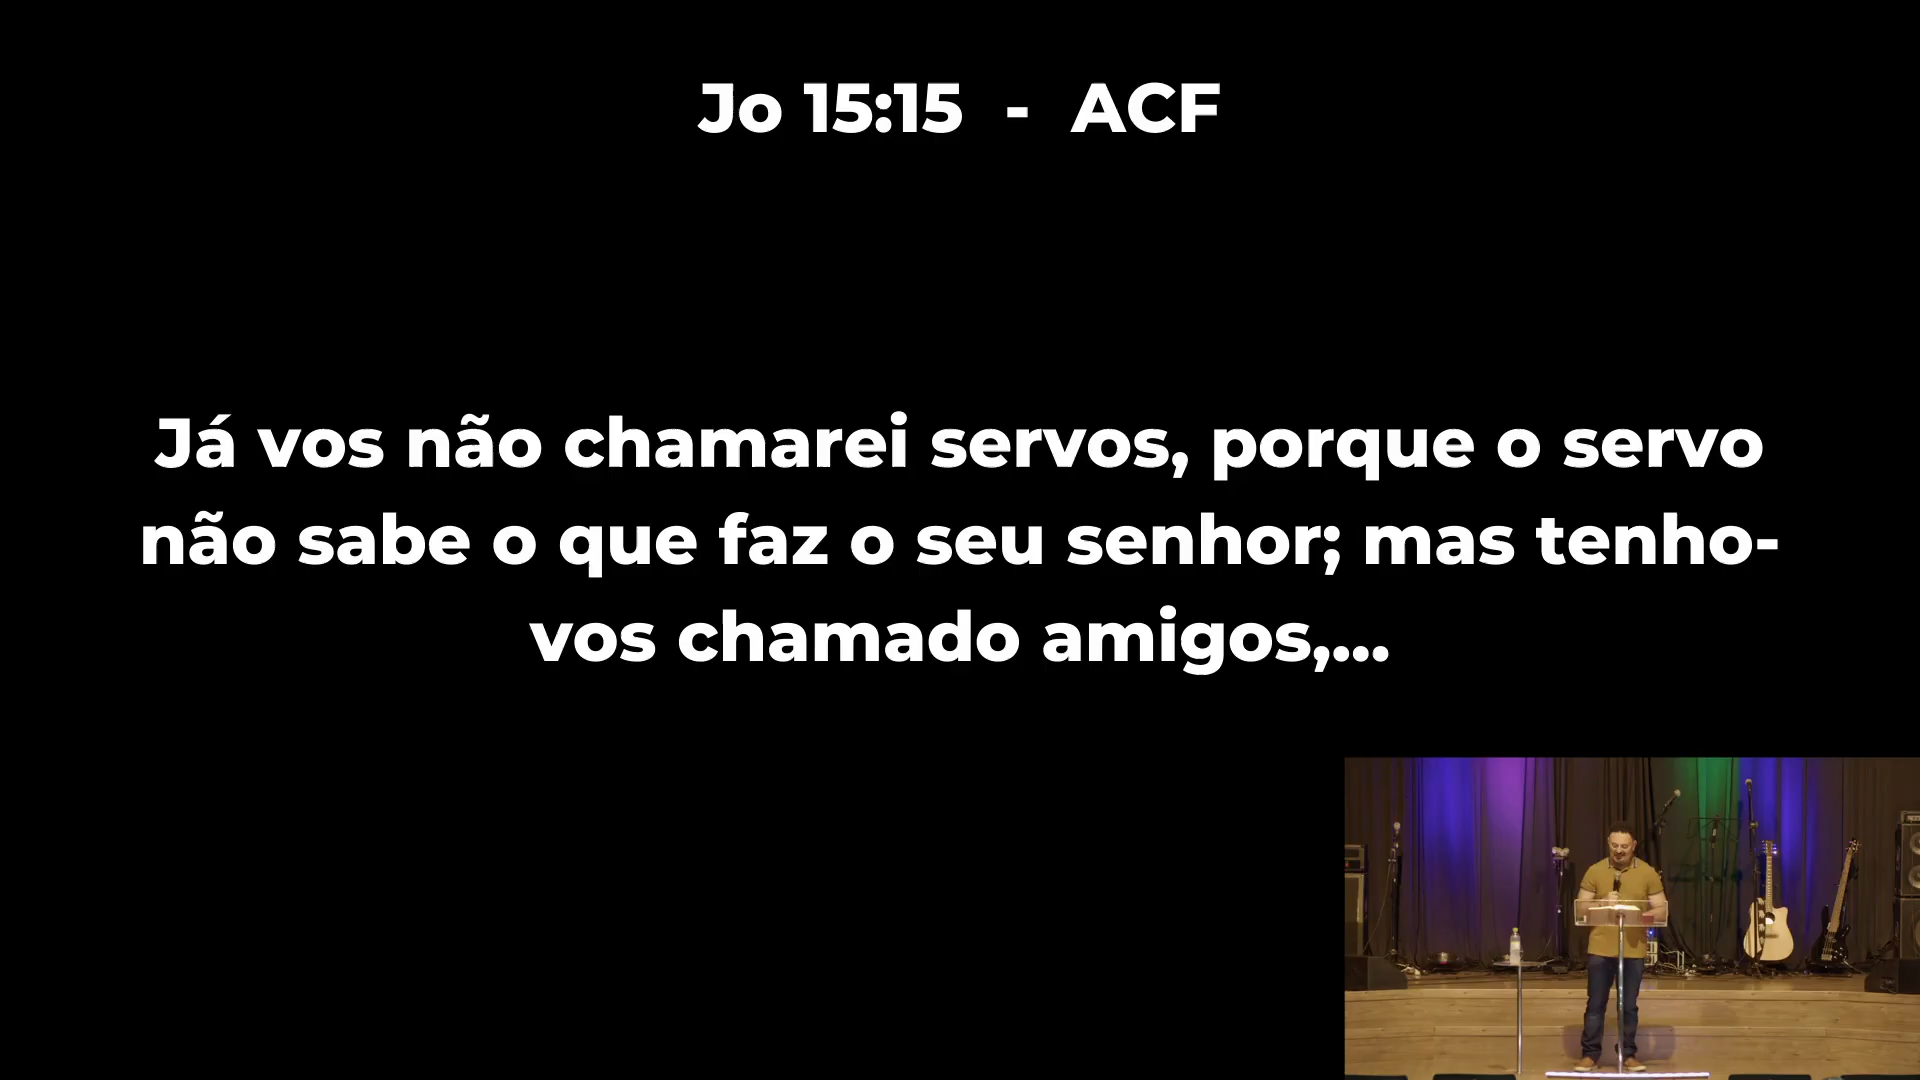 Jo 15:15 - ACF
Já vos não chamarei servos, porque o servo
não sabe o que faz o seu senhor; mas tenho-
vos chamado amigos,...